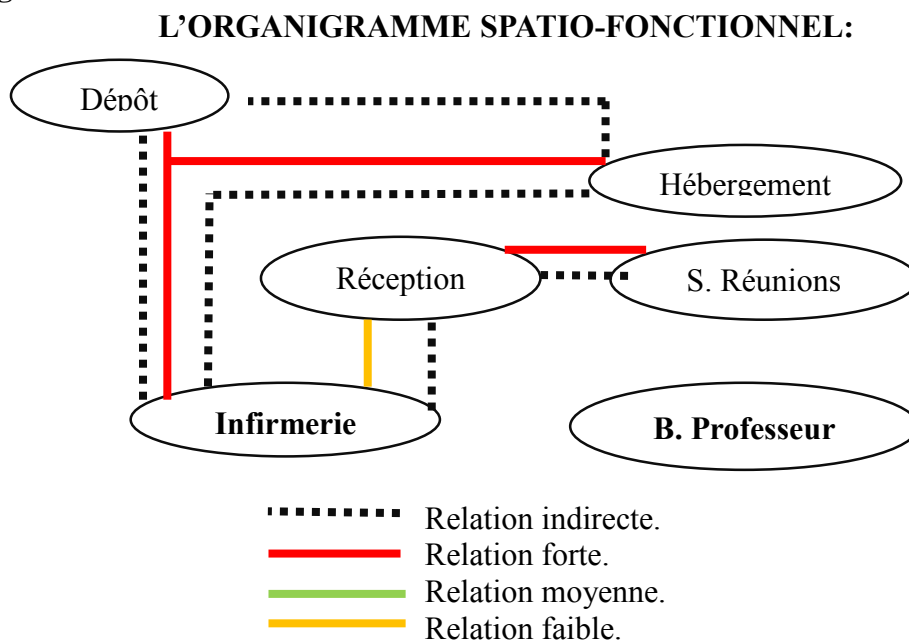 L'ORGANIGRAMME SPATIO-FONCTIONNEL:
Dépôt
Hébergement
Réception
S. Réunions
Infirmerie
B. Professeur
Relation indirecte.
Relation forte.
Relation moyenne.
Relation faible.